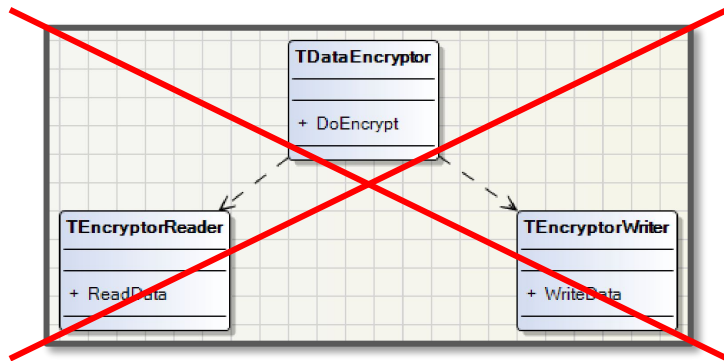 TDataEncryptor
+ DoEncrypt
TEncryptorReader
+ ReadData
TEncryptorWriter
+ WriteData